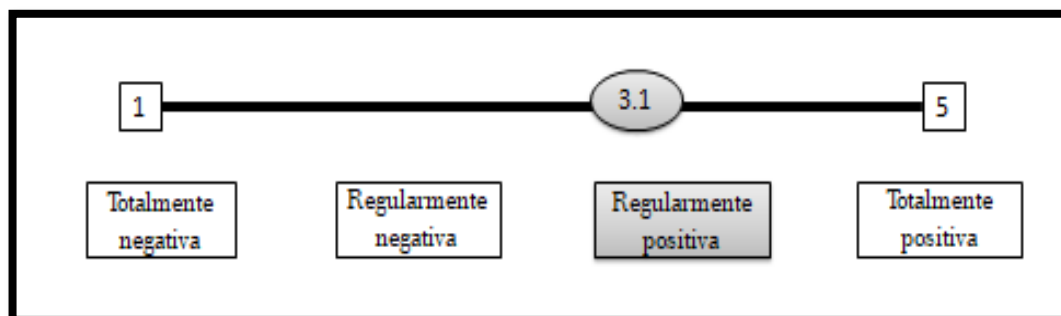 1
3.1
5
Totalmente
negativa
Regularmente
negativa
Regularmente
positiva
Totalmente
positiva